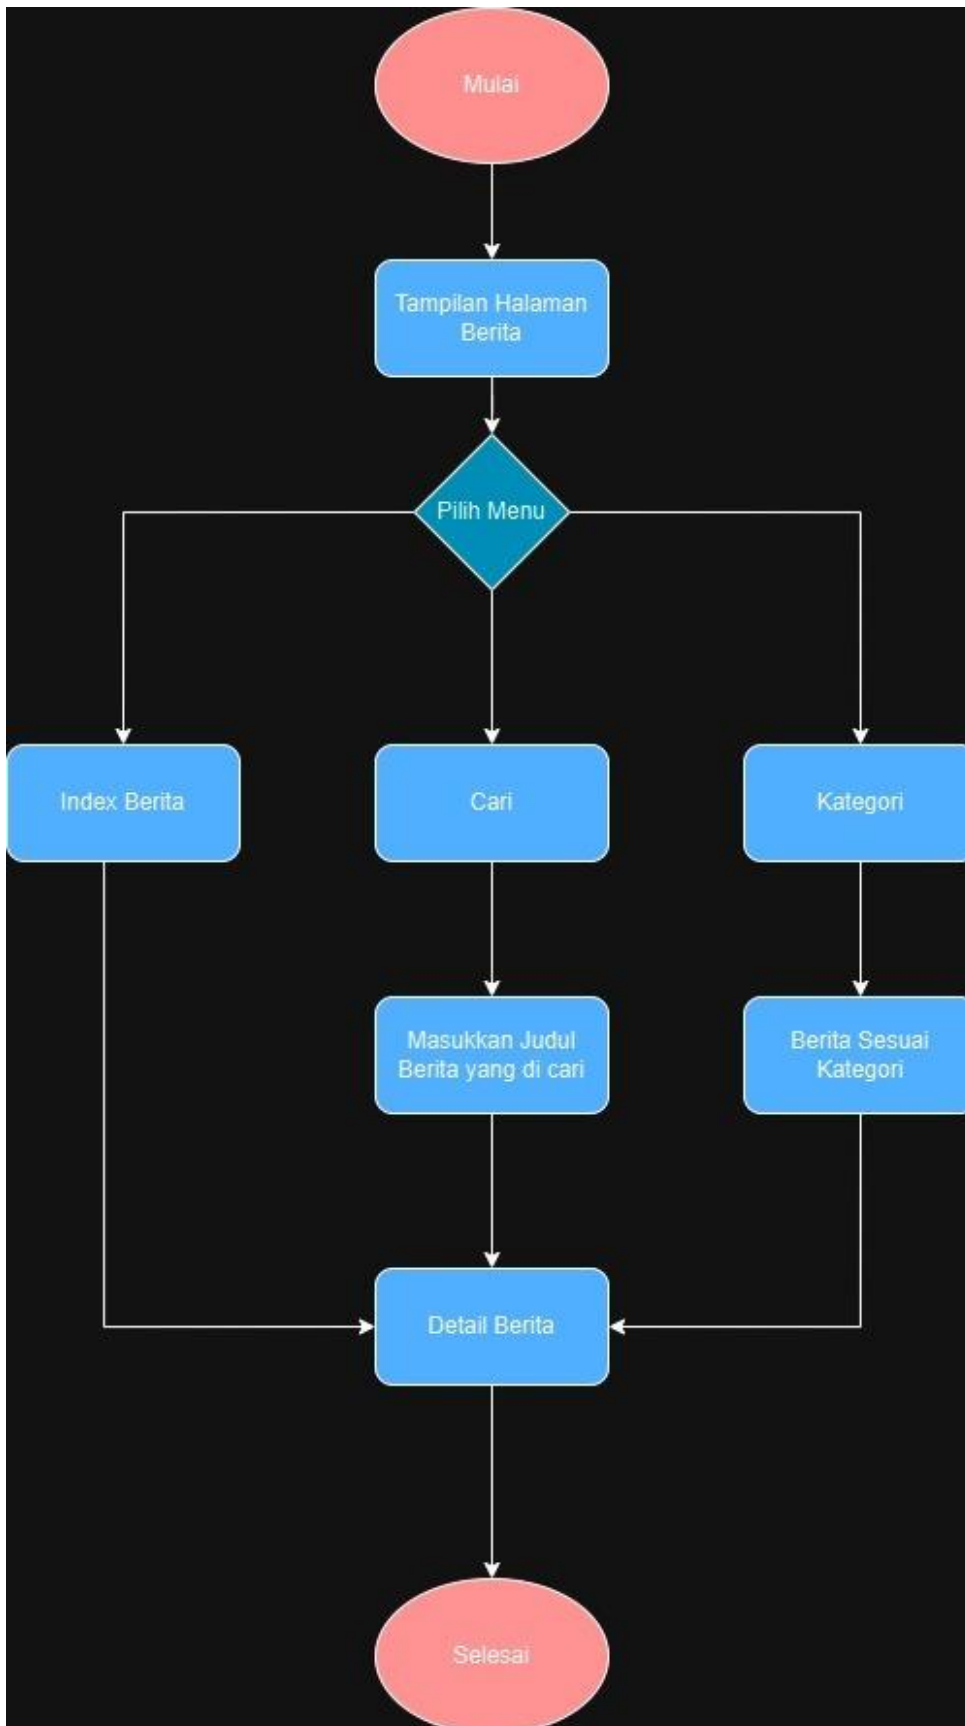 Mulai
Tampilan Halaman
Berita
Pilih Menu
Index Berita
Cari
Kategori
Masukkan Judul
Berita yang di cari
Berita Sesuai
Kategori
Detail Berita
Selesai